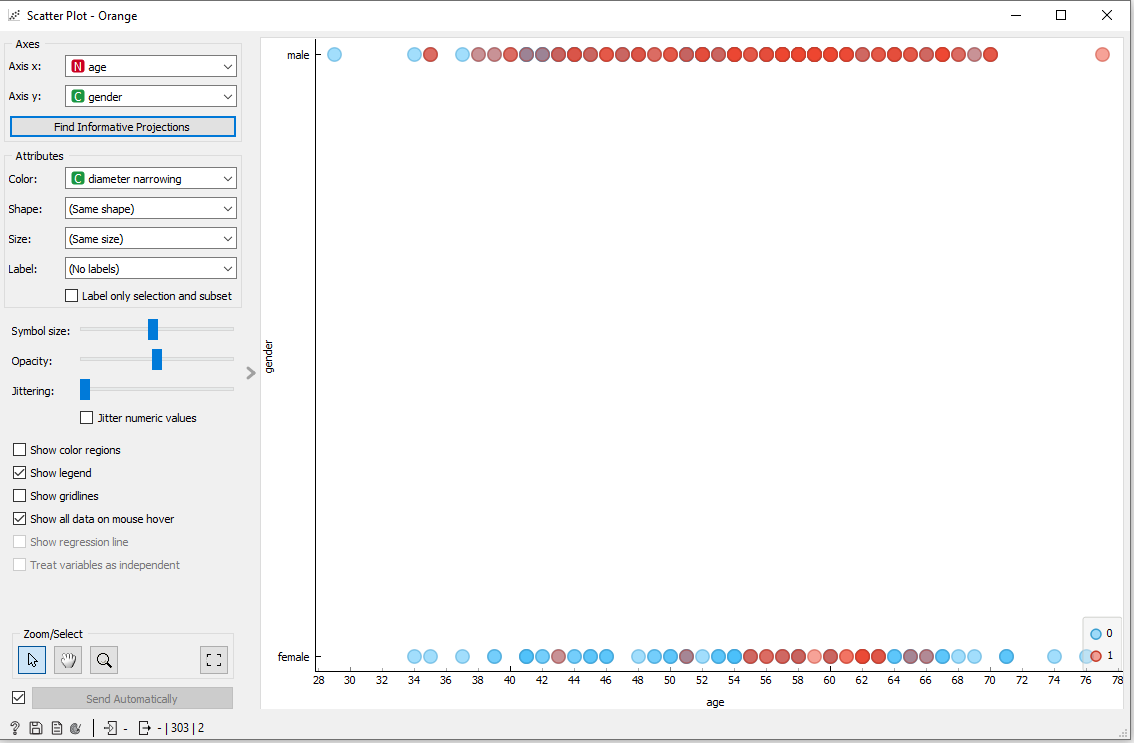 Scatter Plot - Orange
Axes
Axis x: N age
Axis y: C gender
Find Informative Projections
Attributes
Color: C diameter narrowing
Shape: (Same shape)
Size: (Same size)
Label: (No labels)
Label only selection and subset
Symbol size:
Opacity:
Jittering:
Jitter numeric values
Show color regions
Show legend
Show gridlines
Show all data on mouse hover
Show regression line
Treat variables as independent
Zoom/Select
Send Automatically
? - - | 303 | 2
male
gender
female
0
1
28 30 32 34 36 38 40 42 44 46 48 50 52 54 56 58 60 62 64 66 68 70 72 74 76 78
age